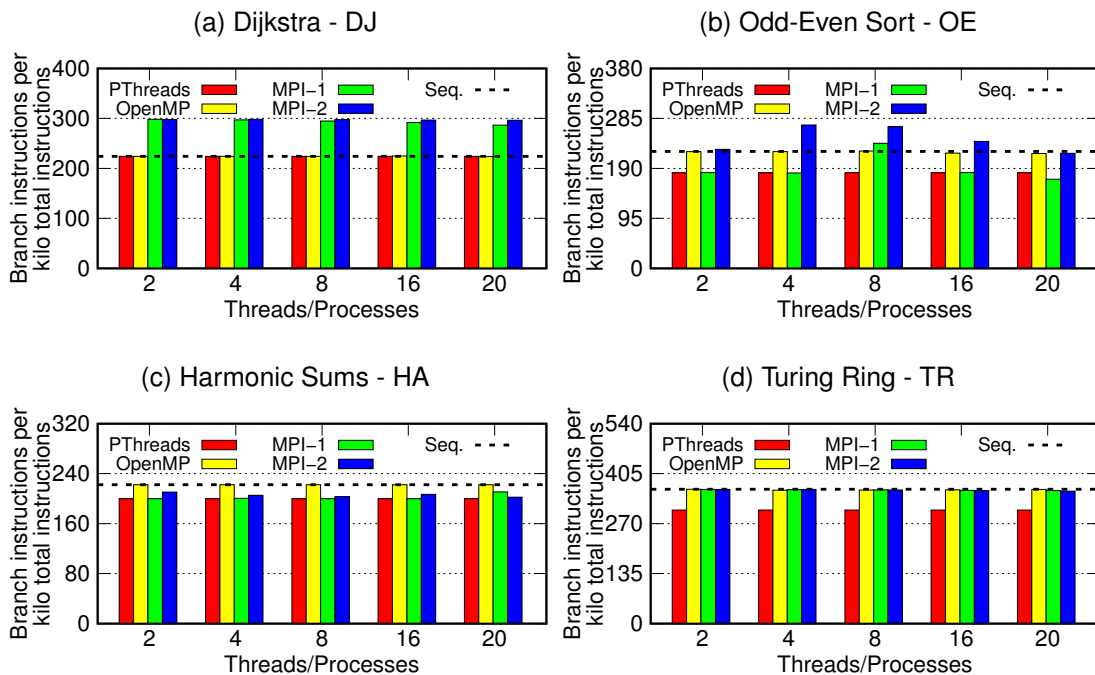 (a) Dijkstra - DJ
Branch instructions per
kilo total instructions
400
300
200
100
0
PThreads
OpenMP
MPI−1
MPI−2
Seq.
2 4 8 16 20
Threads/Processes
(b) Odd-Even Sort - OE
Branch instructions per
kilo total instructions
380
285
190
95
0
PThreads
OpenMP
MPI−1
MPI−2
Seq.
2 4 8 16 20
Threads/Processes
(c) Harmonic Sums - HA
Branch instructions per
kilo total instructions
320
240
160
80
0
PThreads
OpenMP
MPI−1
MPI−2
Seq.
2 4 8 16 20
Threads/Processes
(d) Turing Ring - TR
Branch instructions per
kilo total instructions
540
405
270
135
0
PThreads
OpenMP
MPI−1
MPI−2
Seq.
2 4 8 16 20
Threads/Processes